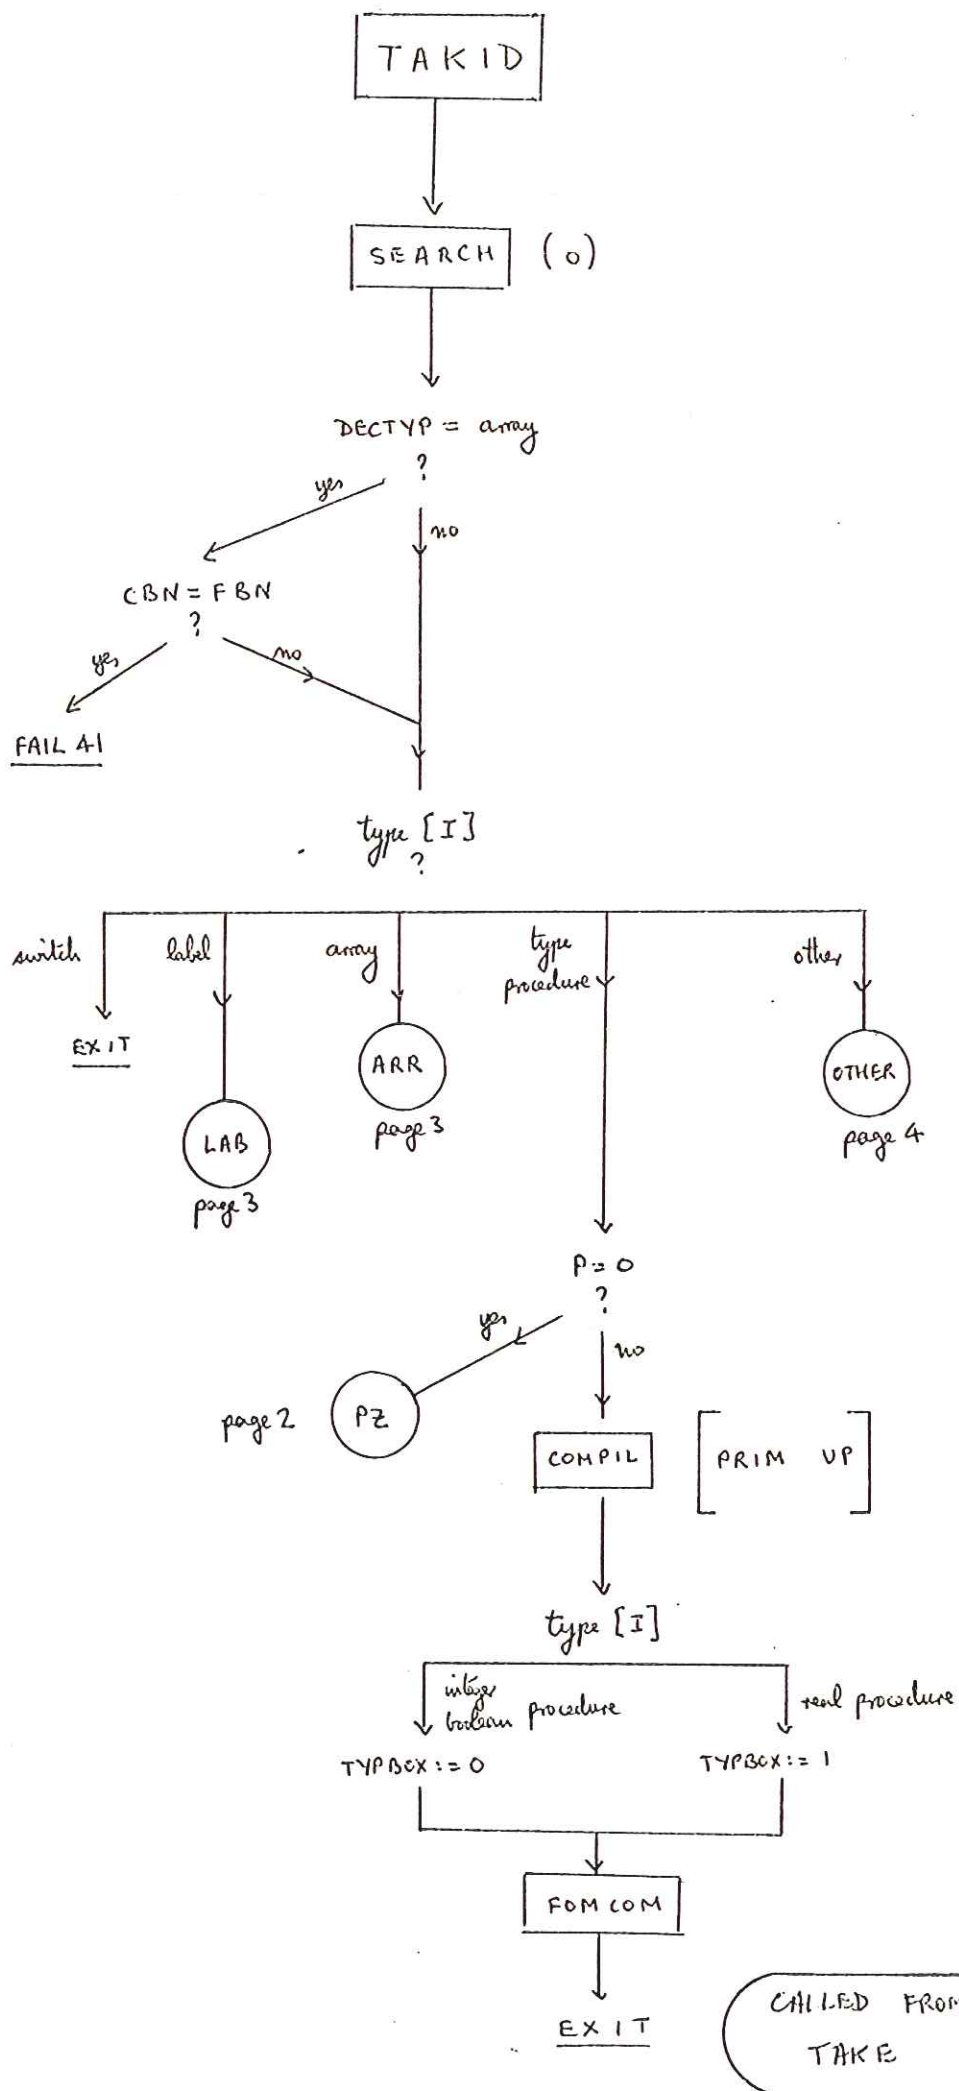 TAKID
SEARCH (0)
DECTYP = array
?
yes
no
CBN = FBN
?
yes
no
FAIL 41
type [I]
?
switch
label
array
type
procedure
other
EXIT
LAB
page 3
ARR
page 3
OTHER
page 4
P = 0
?
yes
no
page 2
PZ
COMPIL
[PRIM UP]
type [I]
integer
boolean procedure
real procedure
TYPBOX := 0
TYPBOX := 1
FOMCOM
EXIT
CALLED FROM
TAKE